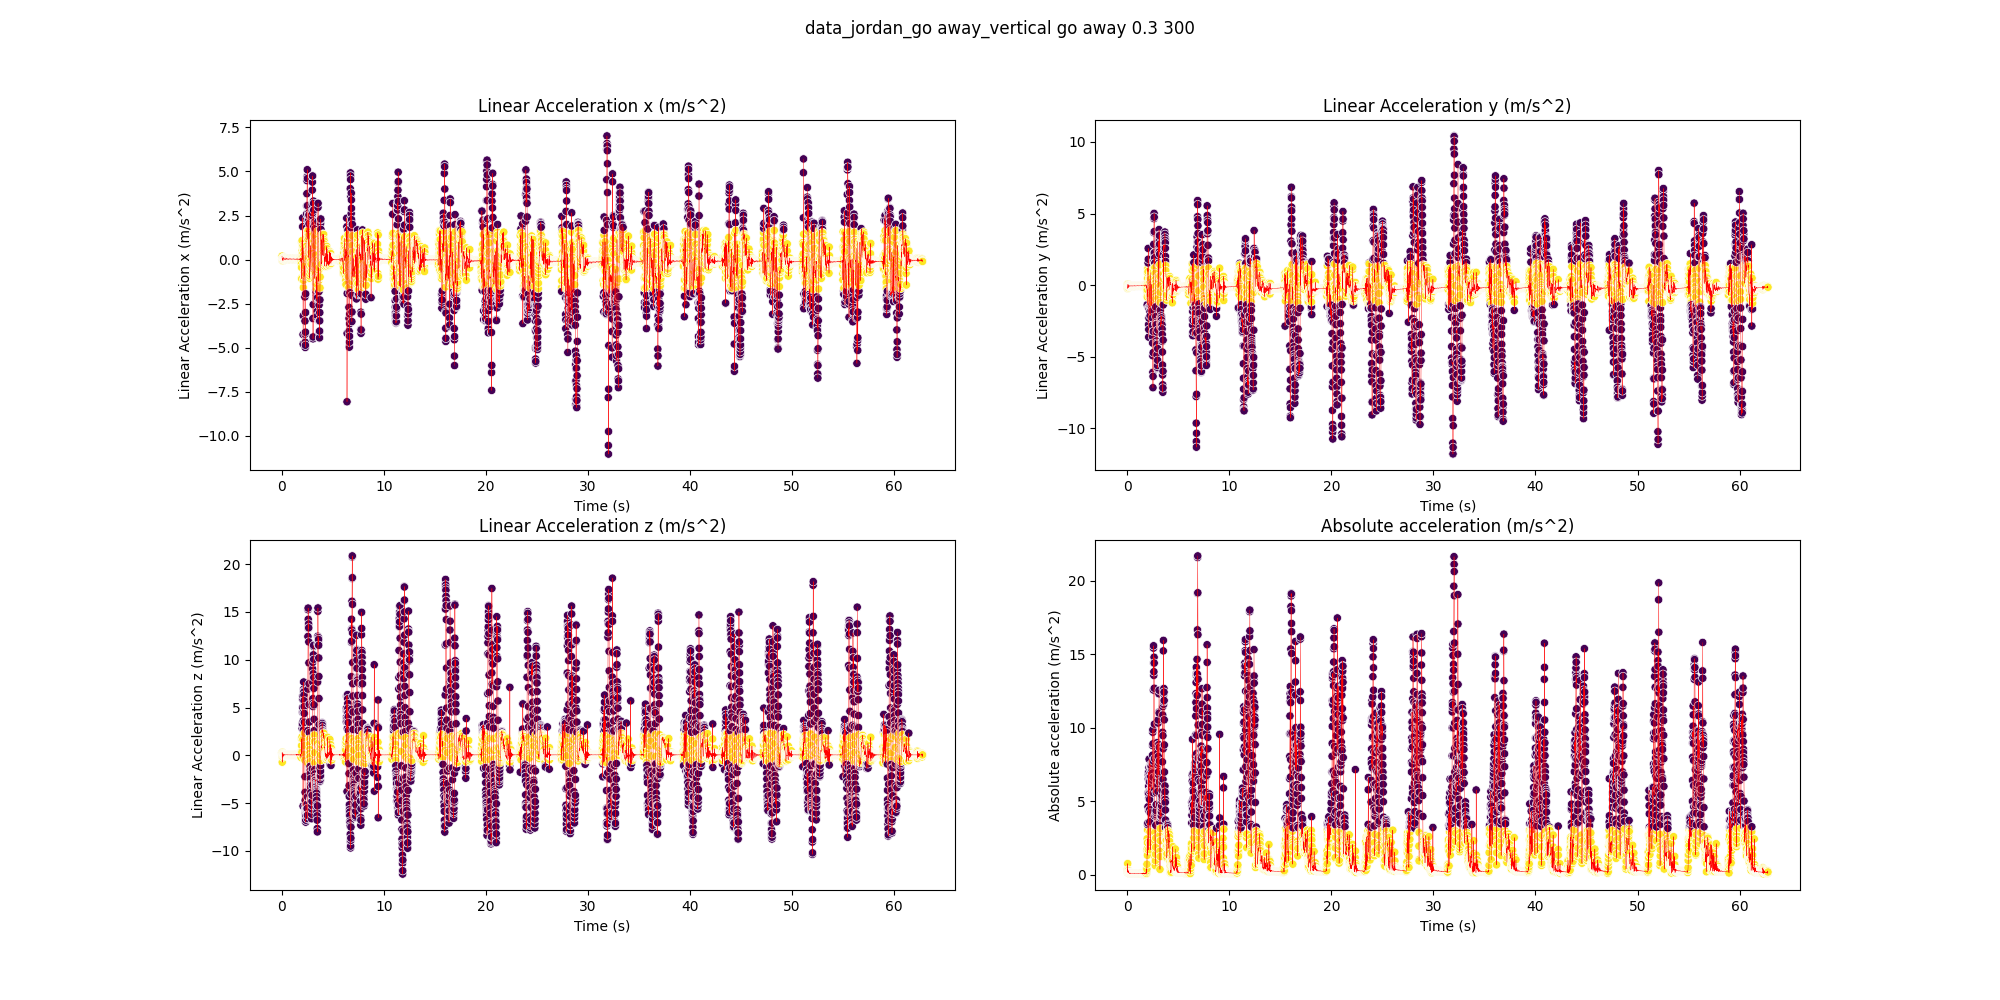 data_jordan_go away_vertical go away 0.3 300
Linear Acceleration x (m/s^2)
Linear Acceleration x (m/s^2)
7.5
5.0
2.5
0.0
−2.5
−5.0
−7.5
−10.0
0 10 20 30 40 50 60
Time (s)
Linear Acceleration y (m/s^2)
Linear Acceleration y (m/s^2)
10
5
0
−5
−10
0 10 20 30 40 50 60
Time (s)
Linear Acceleration z (m/s^2)
Linear Acceleration z (m/s^2)
20
15
10
5
0
−5
−10
0 10 20 30 40 50 60
Time (s)
Absolute acceleration (m/s^2)
Absolute acceleration (m/s^2)
20
15
10
5
0
0 10 20 30 40 50 60
Time (s)